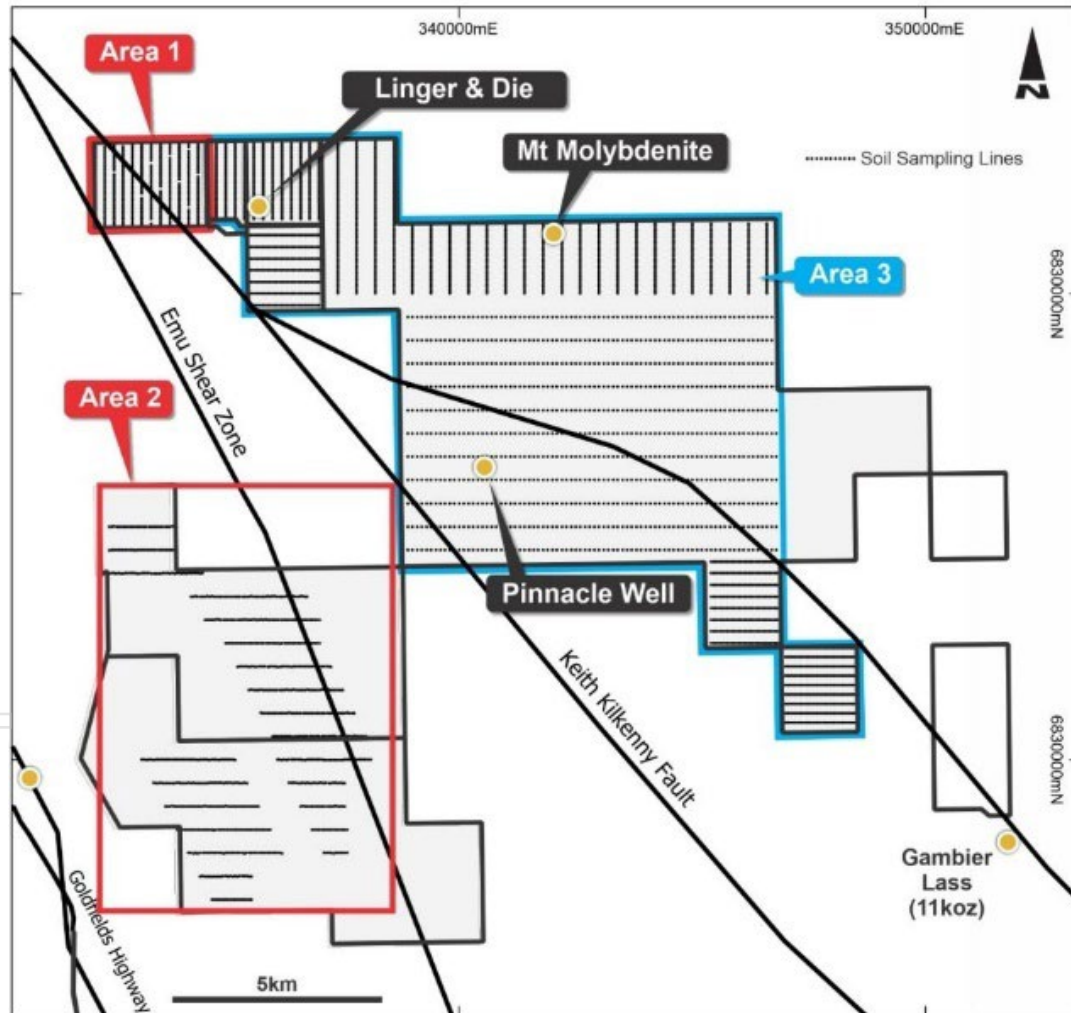 340000mE
350000mE
Area 1
Linger & Die
N
Mt Molybdenite
Soil Sampling Lines
Area 3
6830000mN
Emu Shear Zone
Area 2
Pinnacle Well
Keith Kilkenny Fault
6830000mN
Gambier
Lass
(11koz)
Goldfields Highway
5km